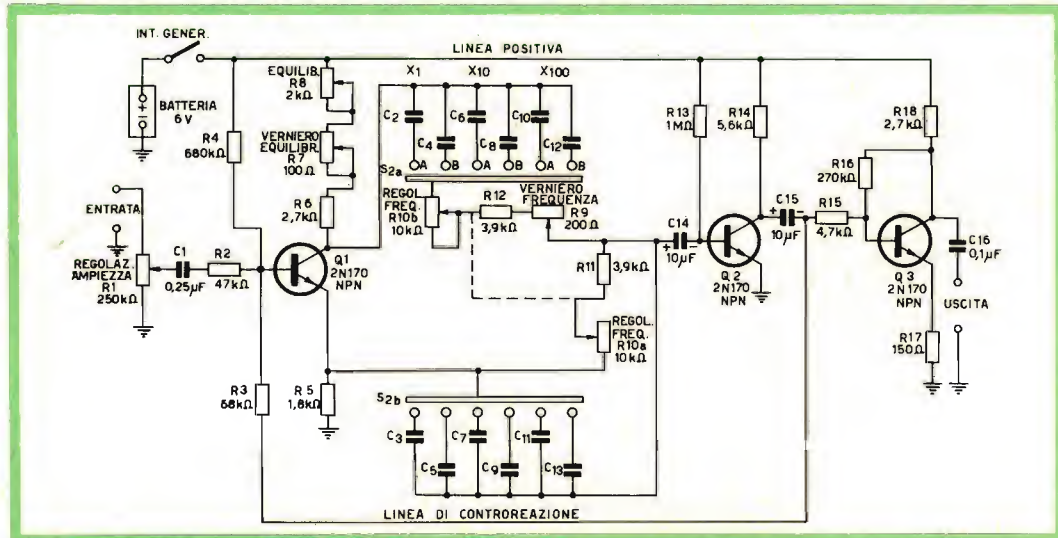 INT. GENER.
LINEA POSITIVA
BATTERIA
6 V
R4
680kΩ
EQUILIB.
R8
2kΩ
VERNIERO
EQUILIBR.
R7
100Ω
R6
2,7kΩ
X1
X10
X100
C2
C4
C6
C8
C10
C12
A
B
A
B
A
B
S2a
REGOL.
FREQ.
R10b
10kΩ
R12
3,9kΩ
VERNIERO
FREQUENZA
R9
200Ω
R11
3,9kΩ
REGOL.
FREQ.
R10a
10kΩ
ENTRATA
REGOLAZ.
AMPIEZZA
R1
250kΩ
C1
0,25µF
R2
47kΩ
Q1
2N170
NPN
R3
68kΩ
R5
1,8kΩ
S2b
C3
C5
C7
C9
C11
C13
LINEA DI CONTROREAZIONE
R13
1MΩ
R14
5,6kΩ
C14
+
-
10µF
Q2
2N170
NPN
C15
+
-
10µF
R15
4,7kΩ
R16
270kΩ
R18
2,7kΩ
Q3
2N170
NPN
C16
0,1µF
R17
150Ω
USCITA